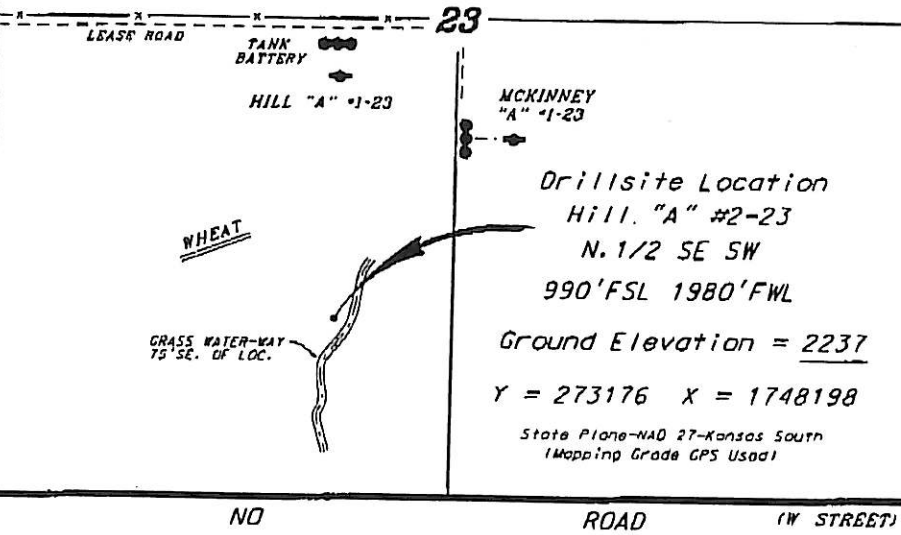 23
LEASE ROAD
TANK
BATTERY
HILL "A" #1-23
MCKINNEY
"A" #1-23
Drillsite Location
Hill. "A" #2-23
N. 1/2 SE SW
990'FSL 1980'FWL
WHEAT
GRASS WATER-WAY
75' SE. OF LOC.
Ground Elevation = 2237
Y = 273176 X = 1748198
State Plane-NAD 27-Kansas South
(Mapping Grade GPS Used)
NO ROAD (W STREET)